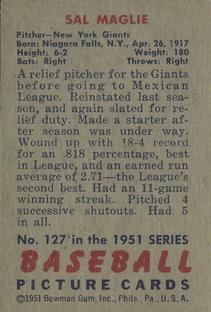 SAL MAGLIE
Pitcher—New York Giants
Born: Niagara Falls, N.Y., Apr. 26, 1917
Height: 6-2 Weight: 180
Bats: Right Throws: Right
A relief pitcher for the Giants
before going to Mexican
League. Reinstated last sea-
son, and again slated for re-
lief duty. Made a starter af-
ter season was under way.
Wound up with 18-4 record
for an .818 percentage, best
in League, and an earned run
average of 2.71—the League's
second best. Had an 11-game
winning streak. Pitched 4
successive shutouts. Had 5
in all.
No. 127 in the 1951 SERIES
BASEBALL
PICTURE CARDS
©1951 Bowman Gum, Inc., Phila., Pa., U.S.A.